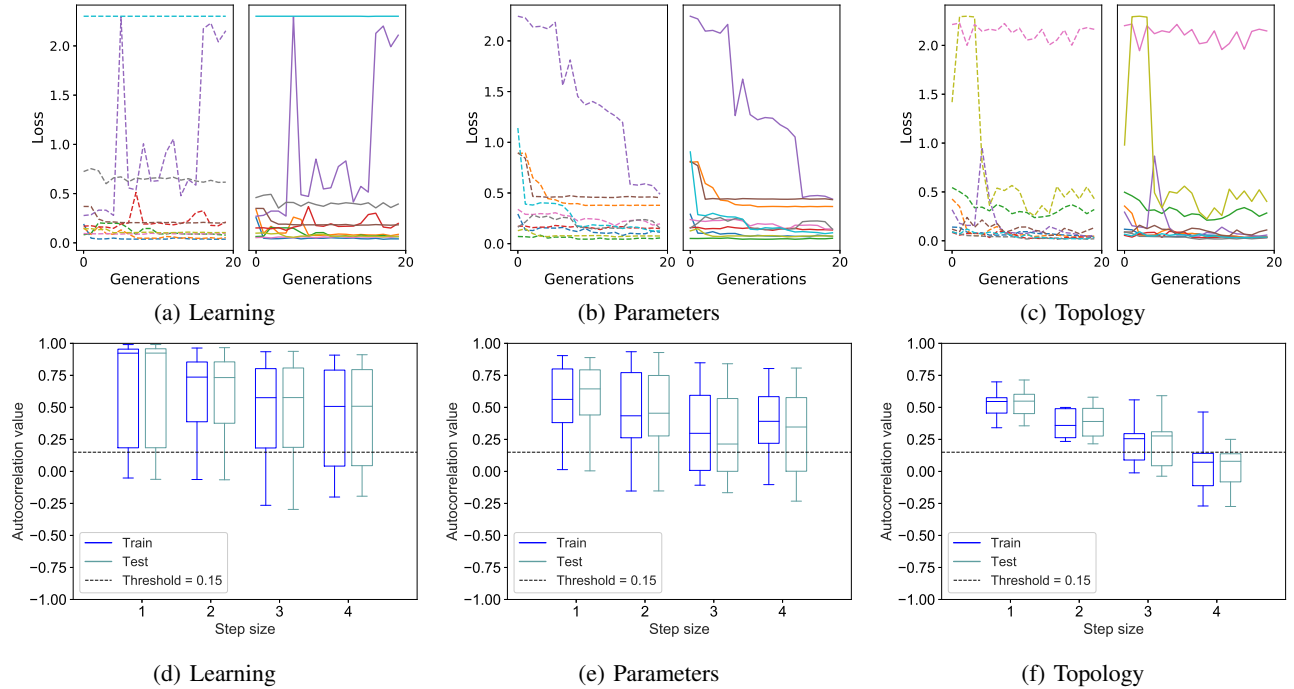 Loss
2.0
1.5
1.0
0.5
0.0
0
20 0
20
Generations
Generations
(a) Learning
Loss
2.0
1.5
1.0
0.5
0.0
0
20 0
20
Generations
Generations
(b) Parameters
Loss
2.0
1.5
1.0
0.5
0.0
0
20 0
20
Generations
Generations
(c) Topology
Autocorrelation value
1.00
0.75
0.50
0.25
0.00
−0.25
−0.50
−0.75
−1.00
Train
Test
Threshold = 0.15
1 2 3 4
Step size
(d) Learning
Autocorrelation value
1.00
0.75
0.50
0.25
0.00
−0.25
−0.50
−0.75
−1.00
Train
Test
Threshold = 0.15
1 2 3 4
Step size
(e) Parameters
Autocorrelation value
1.00
0.75
0.50
0.25
0.00
−0.25
−0.50
−0.75
−1.00
Train
Test
Threshold = 0.15
1 2 3 4
Step size
(f) Topology